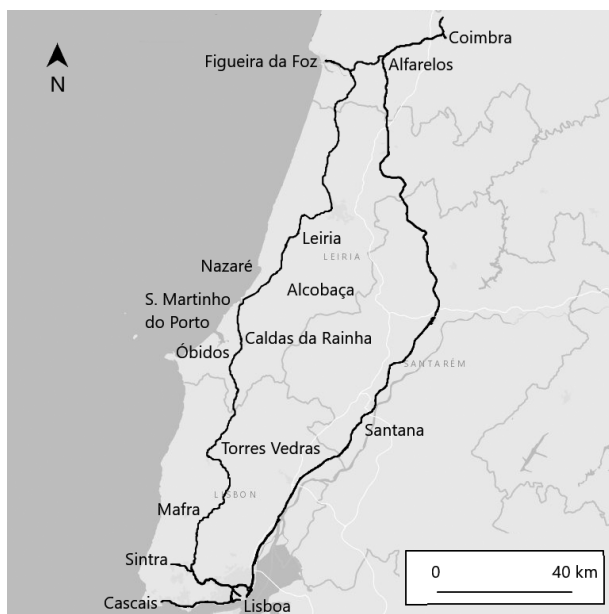 Coimbra
Figueira da Foz
Alfarelos
N
Leiria
LEIRIA
Nazaré
Alcobaça
S. Martinho
do Porto
Caldas da Rainha
Óbidos
SANTARÉM
Santana
Torres Vedras
LISBON
Mafra
Sintra
0 40 km
Cascais
Lisboa